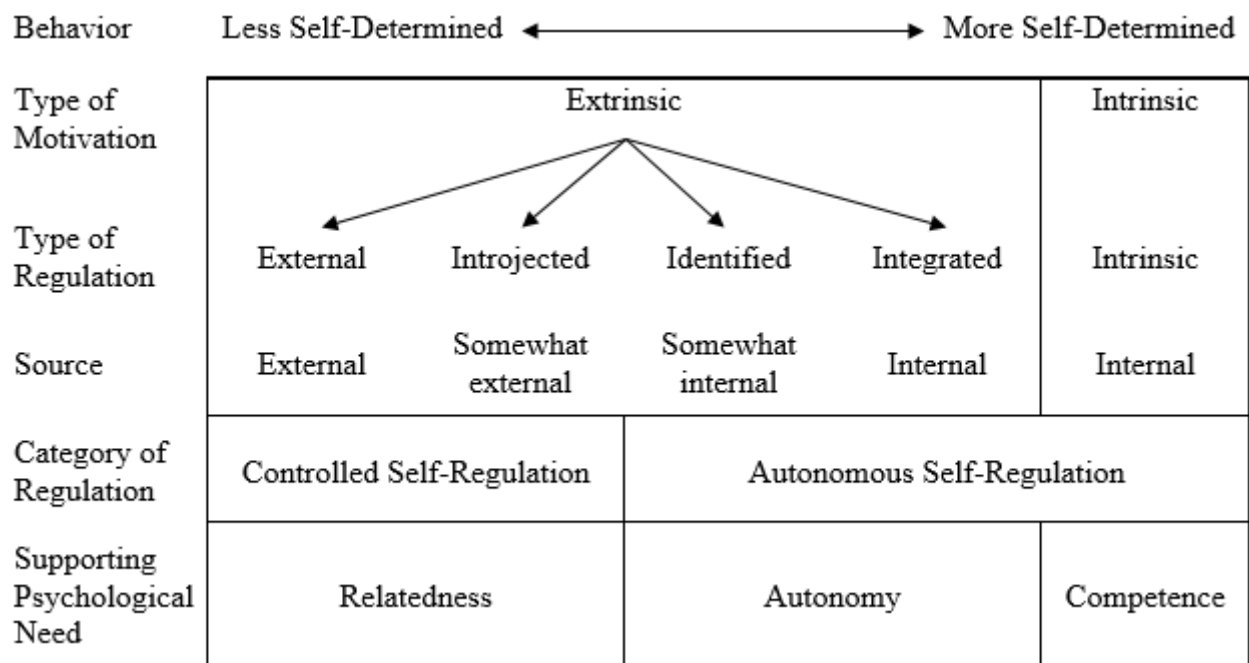 Behavior Less Self-Determined More Self-Determined
Type of Motivation Extrinsic Intrinsic
Type of Regulation External Introjected Identified Integrated Intrinsic
Source External Somewhat external Somewhat internal Internal Internal
Category of Regulation Controlled Self-Regulation Autonomous Self-Regulation
Supporting Psychological Need Relatedness Autonomy Competence